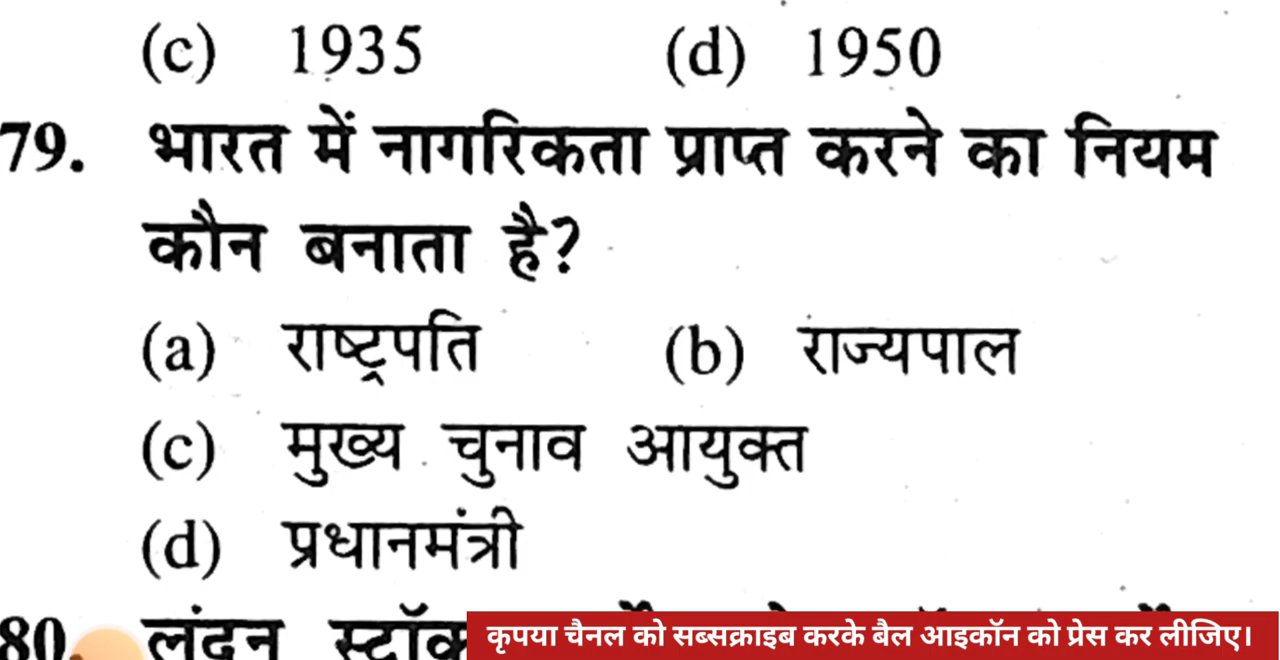 (c) 1935 (d) 1950
79. भारत में नागरिकता प्राप्त करने का नियम
कौन बनाता है?
(a) राष्ट्रपति (b) राज्यपाल
(c) मुख्य चुनाव आयुक्त
(d) प्रधानमंत्री
80. लंदन स्टॉक
कृपया चैनल को सब्सक्राइब करके बैल आइकॉन को प्रेस कर लीजिए।